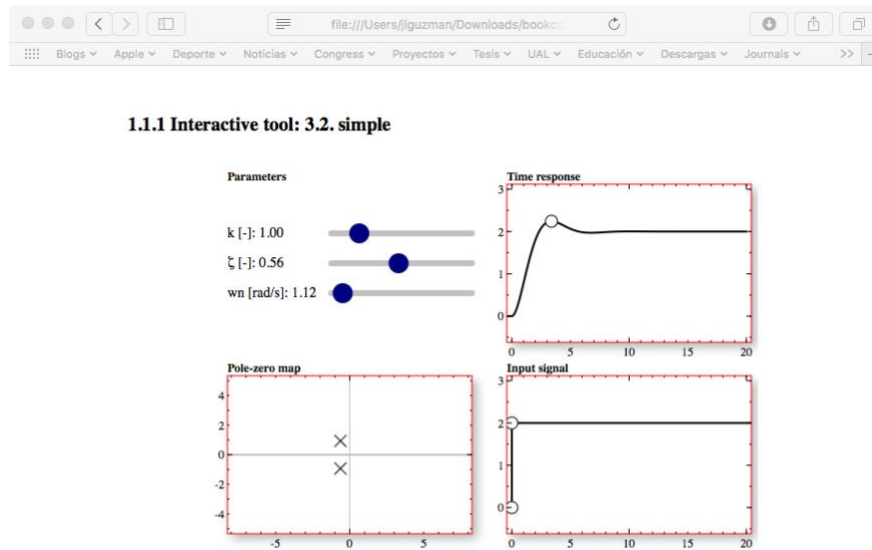 file:///Users/jlguzman/Downloads/bookc
Blogs Apple Deporte Noticias Congress Proyectos Tesis UAL Educación Descargas Journals >>
1.1.1 Interactive tool: 3.2. simple
Parameters
k [-]: 1.00
ζ [-]: 0.56
wn [rad/s]: 1.12
Time response
3
2
1
0
0 5 10 15 20
Pole-zero map
4
2
0
-2
-4
-5 0 5
Input signal
3
2
1
0
0 5 10 15 20